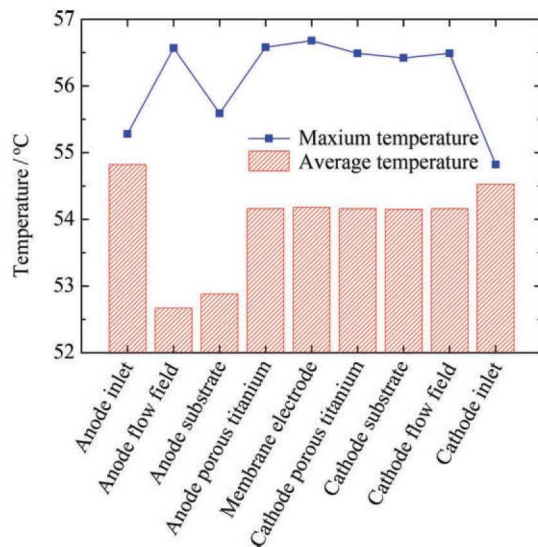 57
56
55
54
53
52
Temperature / ºC
Maxium temperature
Average temperature
Anode inlet
Anode flow field
Anode substrate
Anode porous titanium
Membrane electrode
Cathode porous titanium
Cathode substrate
Cathode flow field
Cathode inlet